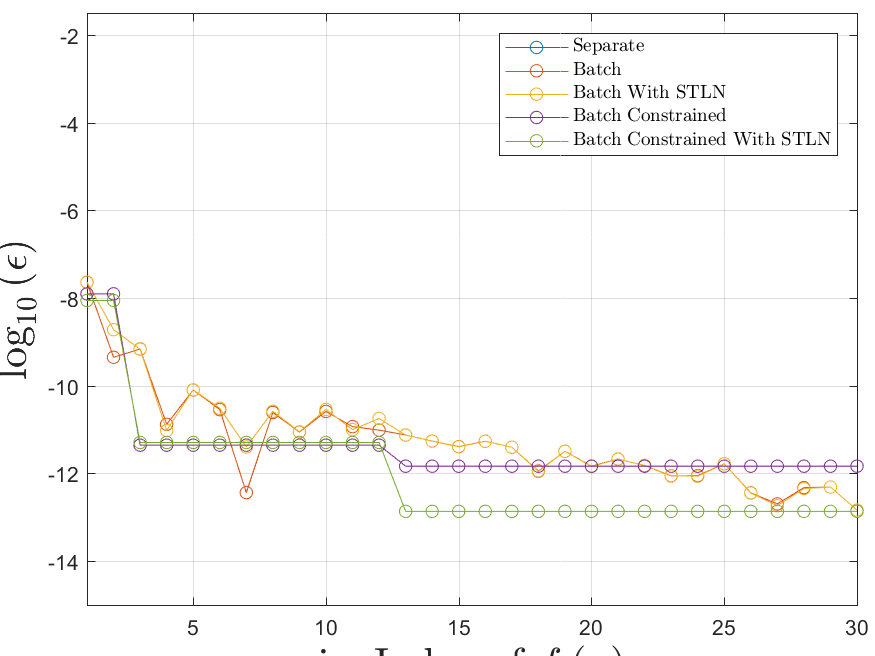 -2
-4
-6
-8
-10
-12
-14
log10 (ϵ)
Separate
Batch
Batch With STLN
Batch Constrained
Batch Constrained With STLN
5 10 15 20 25 30